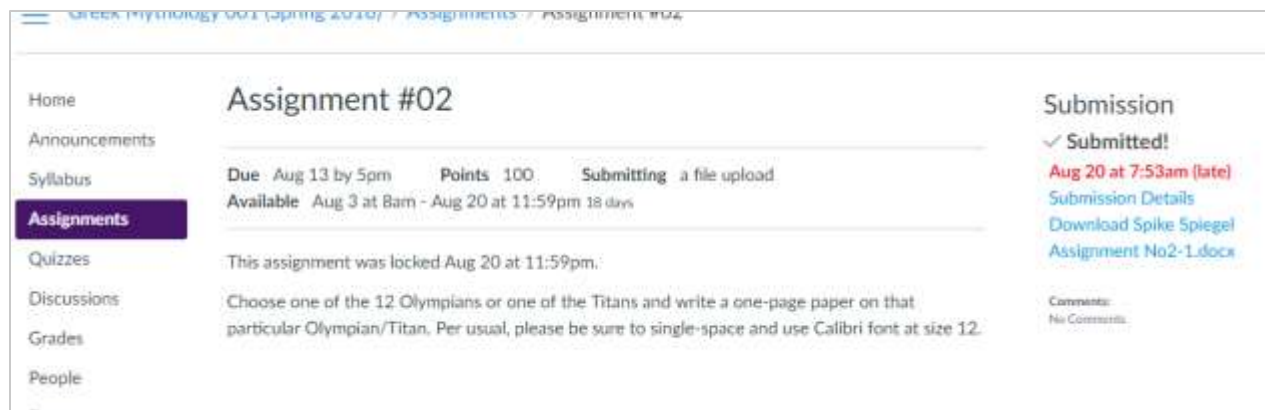 Greek Mythology 001 (Spring 2018) / Assignments / Assignment #02
Home
Announcements
Syllabus
Assignments
Quizzes
Discussions
Grades
People
Assignment #02
Due Aug 13 by 5pm Points 100 Submitting a file upload
Available Aug 3 at 8am - Aug 20 at 11:59pm 18 days
This assignment was locked Aug 20 at 11:59pm.
Choose one of the 12 Olympians or one of the Titans and write a one-page paper on that
particular Olympian/Titan. Per usual, please be sure to single-space and use Calibri font at size 12.
Submission
✓ Submitted!
Aug 20 at 7:53am (late)
Submission Details
Download Spike Spiegel
Assignment No2-1.docx
Comments:
No Comments